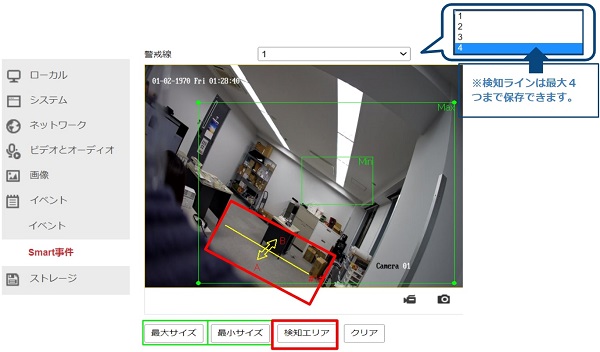 警戒線
1
1
2
3
4
※検知ラインは最大4
つまで保存できます。
ローカル
システム
ネットワーク
ビデオとオーディオ
画像
イベント
イベント
Smart事件
ストレージ
01-02-1970 Fri 01:28:46
Max
Min
B
A
Camera 01
最大サイズ
最小サイズ
検知エリア
クリア